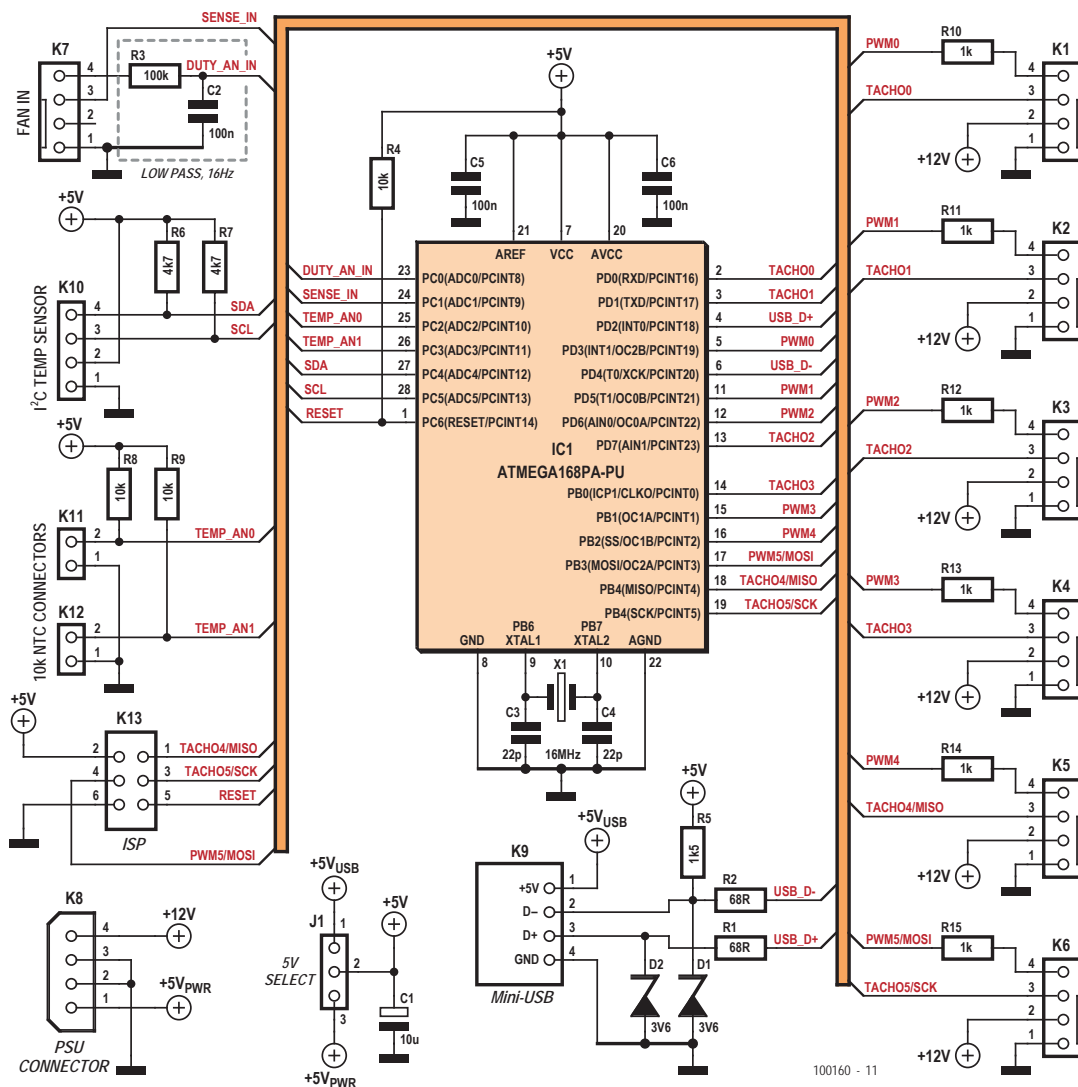 SENSE_IN
K7
FAN IN
4
3
2
1
R3
100k
DUTY_AN_IN
C2
100n
LOW PASS, 16Hz
+5V
R6
4k7
R7
4k7
K10
I²C TEMP SENSOR
4
3
2
1
SDA
SCL
+5V
R8
10k
R9
10k
K11
2
1
TEMP_AN0
K12
2
1
TEMP_AN1
10k NTC CONNECTORS
+5V
K13
2
4
6
1
3
5
TACHO4/MISO
TACHO5/SCK
RESET
ISP
PWM5/MOSI
K8
4
3
2
1
+12V
+5VPWR
PSU
CONNECTOR
+5VUSB
J1
1
2
3
5V
SELECT
+5V
C1
10u
+5VPWR
+5V
R4
10k
C5
100n
C6
100n
21
7
20
AREF
VCC
AVCC
DUTY_AN_IN
23
PC0(ADC0/PCINT8)
SENSE_IN
24
PC1(ADC1/PCINT9)
TEMP_AN0
25
PC2(ADC2/PCINT10)
TEMP_AN1
26
PC3(ADC3/PCINT11)
SDA
27
PC4(ADC4/PCINT12)
SCL
28
PC5(ADC5/PCINT13)
RESET
1
PC6(RESET/PCINT14)
PD0(RXD/PCINT16)
2
TACHO0
PD1(TXD/PCINT17)
3
TACHO1
PD2(INT0/PCINT18)
4
USB_D+
PD3(INT1/OC2B/PCINT19)
5
PWM0
PD4(T0/XCK/PCINT20)
6
USB_D-
PD5(T1/OC0B/PCINT21)
11
PWM1
PD6(AIN0/OC0A/PCINT22)
12
PWM2
PD7(AIN1/PCINT23)
13
TACHO2
IC1
ATMEGA168PA-PU
PB0(ICP1/CLKO/PCINT0)
14
TACHO3
PB1(OC1A/PCINT1)
15
PWM3
PB2(SS/OC1B/PCINT2)
16
PWM4
PB3(MOSI/OC2A/PCINT3)
17
PWM5/MOSI
PB4(MISO/PCINT4)
18
TACHO4/MISO
PB4(SCK/PCINT5)
19
TACHO5/SCK
GND
PB6
XTAL1
PB7
XTAL2
AGND
8
9
10
22
X1
C3
22p
16MHz
C4
22p
+5VUSB
K9
+5V
D–
D+
GND
1
2
3
4
Mini-USB
+5V
R5
1k5
R2
68R
USB_D-
R1
68R
USB_D+
D2
3V6
D1
3V6
PWM0
R10
1k
K1
4
3
2
1
TACHO0
+12V
PWM1
R11
1k
K2
4
3
2
1
TACHO1
+12V
PWM2
R12
1k
K3
4
3
2
1
TACHO2
+12V
PWM3
R13
1k
K4
4
3
2
1
TACHO3
+12V
PWM4
R14
1k
K5
4
3
2
1
TACHO4/MISO
+12V
PWM5/MOSI
R15
1k
K6
4
3
2
1
TACHO5/SCK
+12V
100160 - 11